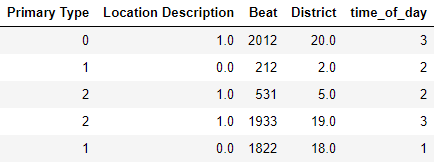 Primary Type Location Description Beat District time_of_day
0 1.0 2012 20.0 3
1 0.0 212 2.0 2
2 1.0 531 5.0 2
2 1.0 1933 19.0 3
1 0.0 1822 18.0 1